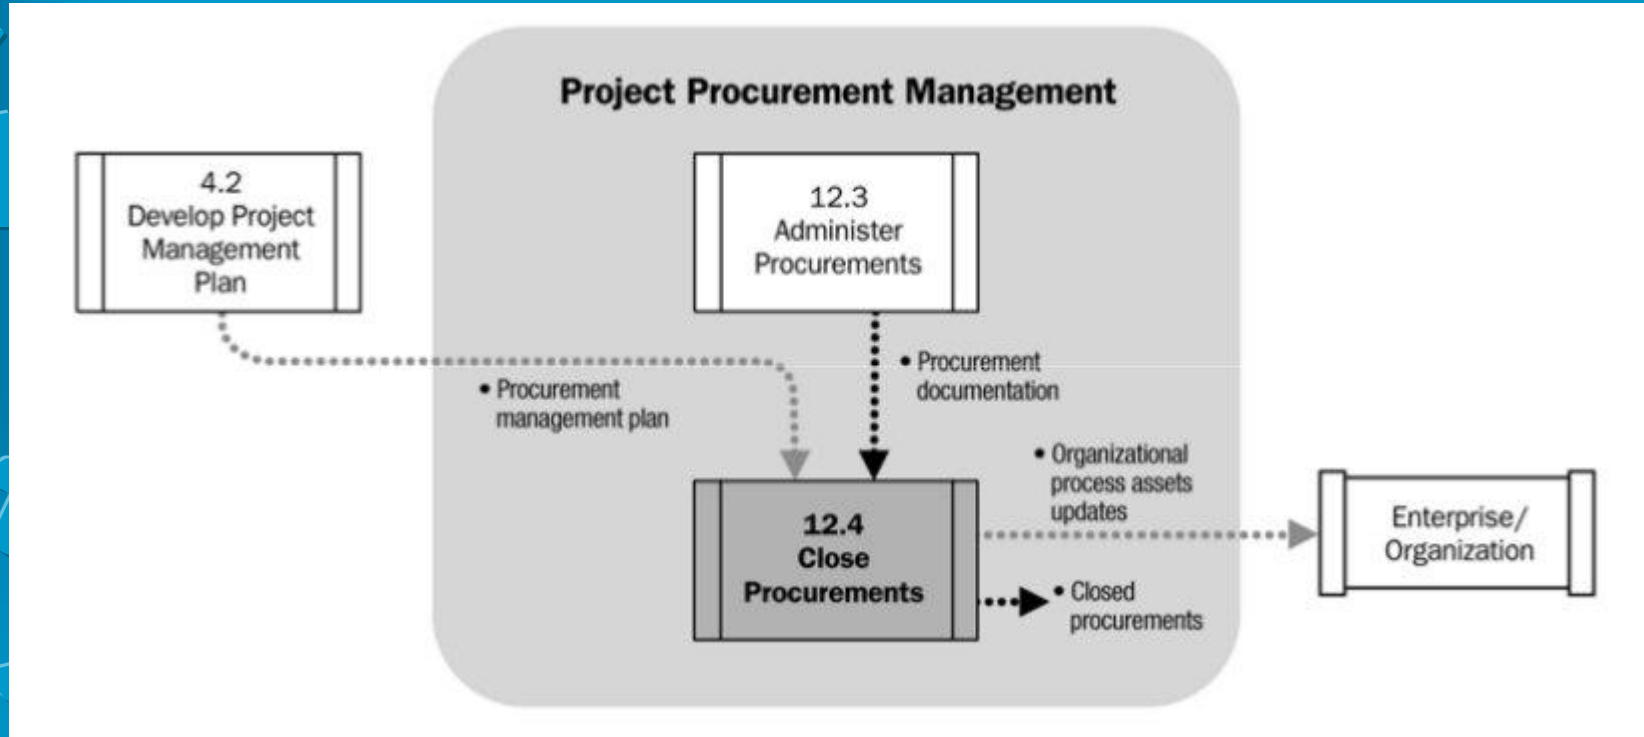 Project Procurement Management
4.2
Develop Project
Management
Plan
12.3
Administer
Procurements
• Procurement
management plan
• Procurement
documentation
12.4
Close
Procurements
• Organizational
process assets
updates
• Closed
procurements
Enterprise/
Organization